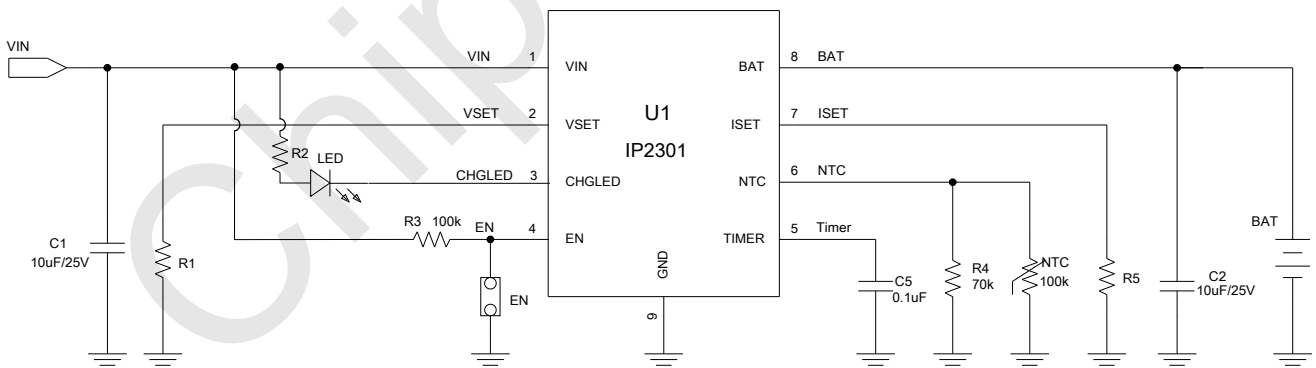 Chip
VIN
VIN
1
VIN
VSET
2
VSET
R2
LED
CHGLED
3
CHGLED
R3 100k
EN
4
EN
C1
10uF/25V
R1
EN
U1
IP2301
GND
9
BAT
8
BAT
ISET
7
ISET
NTC
6
NTC
TIMER
5
Timer
C5
0.1uF
R4
70k
NTC
100k
R5
C2
10uF/25V
BAT